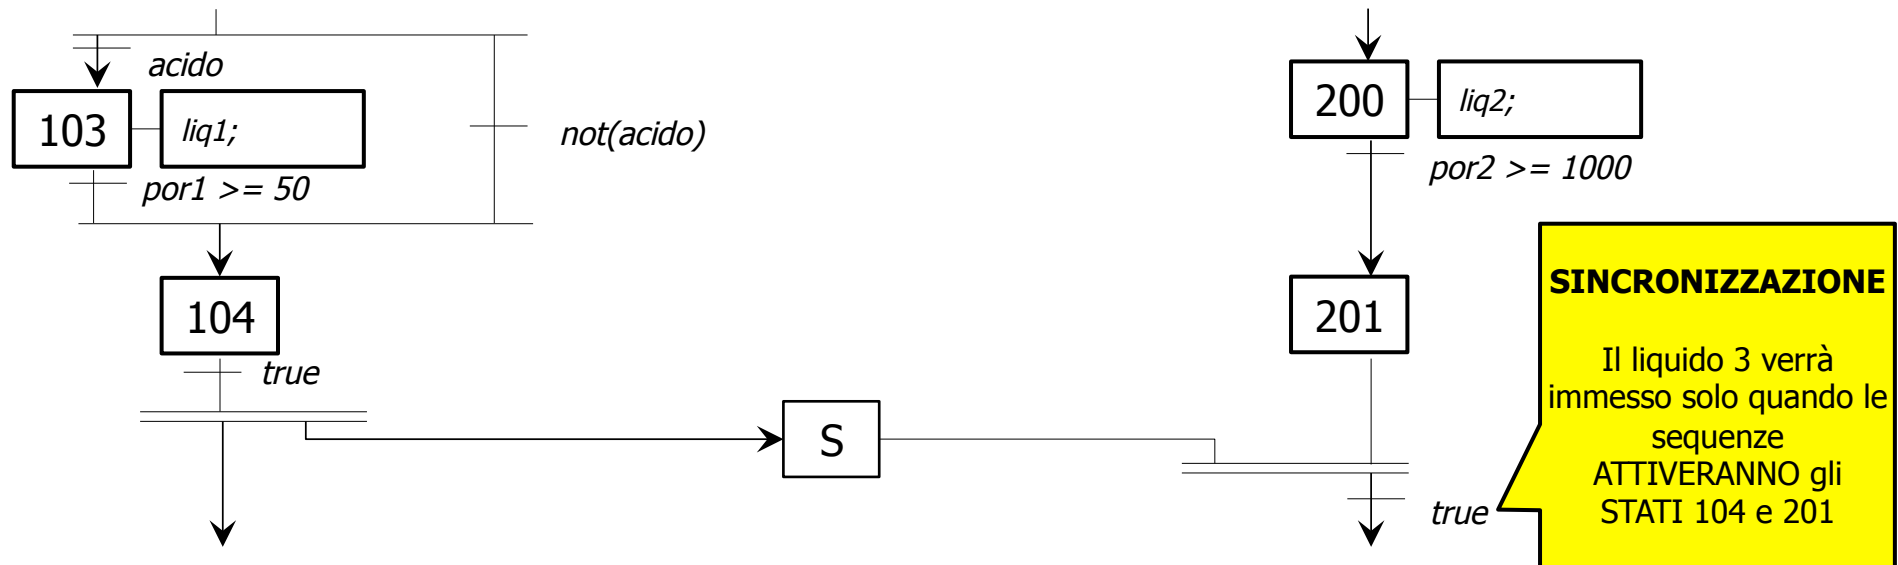 acido
103
liq1;
not(acido)
por1 >= 50
104
true
S
200
liq2;
por2 >= 1000
201
true
SINCRONIZZAZIONE
Il liquido 3 verrà
immesso solo quando le
sequenze
ATTIVERANNO gli
STATI 104 e 201